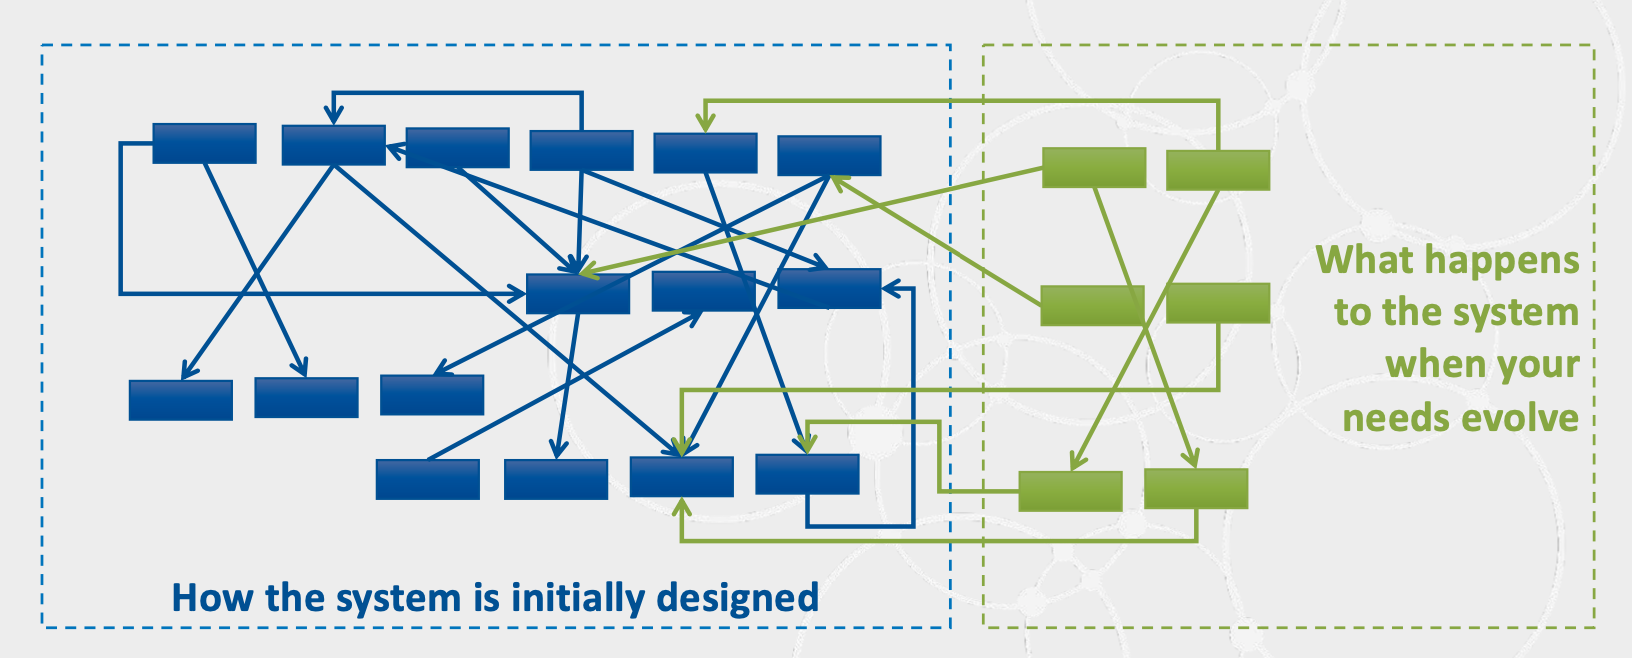 What happens
to the system
when your
needs evolve
How the system is initially designed